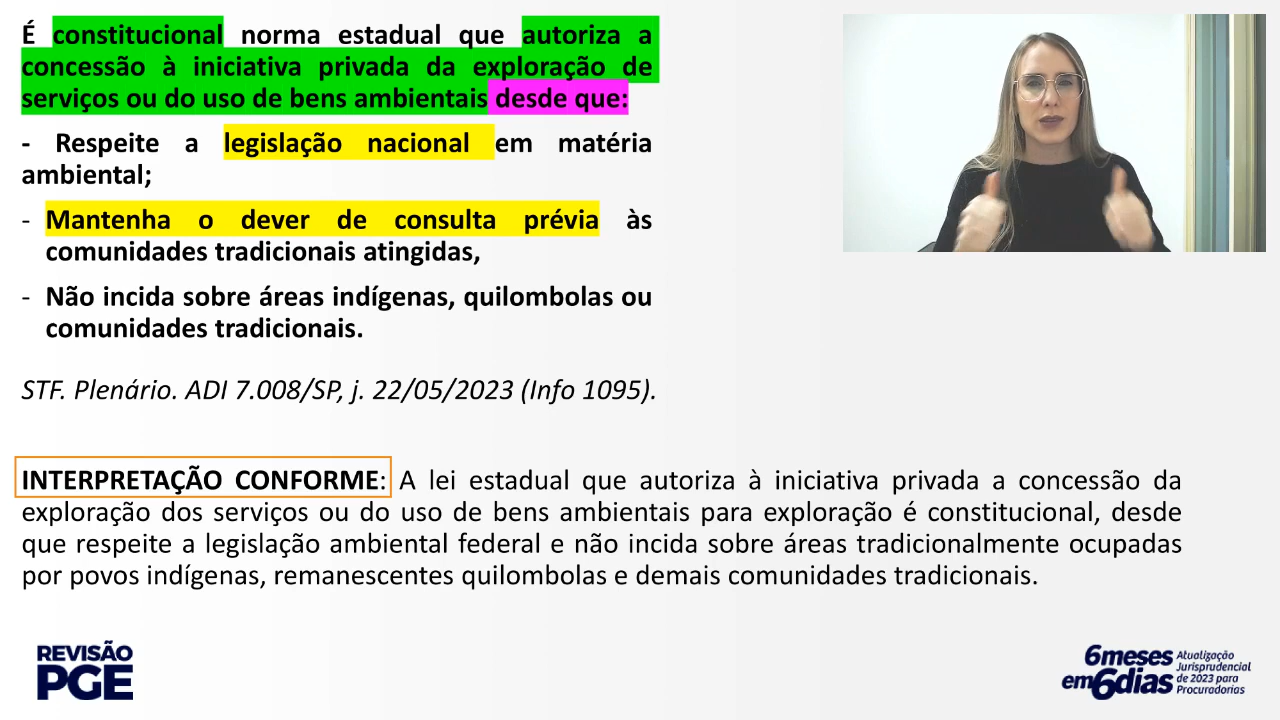 É constitucional norma estadual que autoriza a
concessão à iniciativa privada da exploração de
serviços ou do uso de bens ambientais desde que:
- Respeite a legislação nacional em matéria
ambiental;
- Mantenha o dever de consulta prévia às
comunidades tradicionais atingidas,
- Não incida sobre áreas indígenas, quilombolas ou
comunidades tradicionais.
STF. Plenário. ADI 7.008/SP, j. 22/05/2023 (Info 1095).
INTERPRETAÇÃO CONFORME: A lei estadual que autoriza à iniciativa privada a concessão da
exploração dos serviços ou do uso de bens ambientais para exploração é constitucional, desde
que respeite a legislação ambiental federal e não incida sobre áreas tradicionalmente ocupadas
por povos indígenas, remanescentes quilombolas e demais comunidades tradicionais.
REVISÃO
PGE
6meses
em6dias
Atualização
Jurisprudencial
de 2023 para
Procuradorias